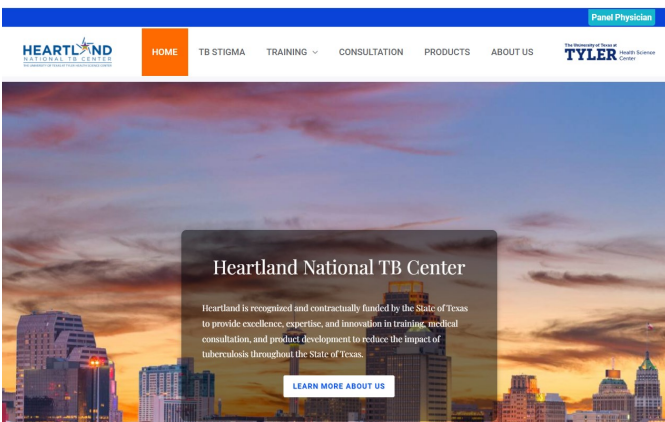 Panel Physician
HEARTLAND
NATIONAL TB CENTER
HOME
TB STIGMA
TRAINING
CONSULTATION
PRODUCTS
ABOUT US
The University of Texas at
TYLER Health Science
Center
Heartland National TB Center
Heartland is recognized and contractually funded by the State of Texas
to provide excellence, expertise, and innovation in training, medical
consultation, and product development to reduce the impact of
tuberculosis throughout the State of Texas.
LEARN MORE ABOUT US